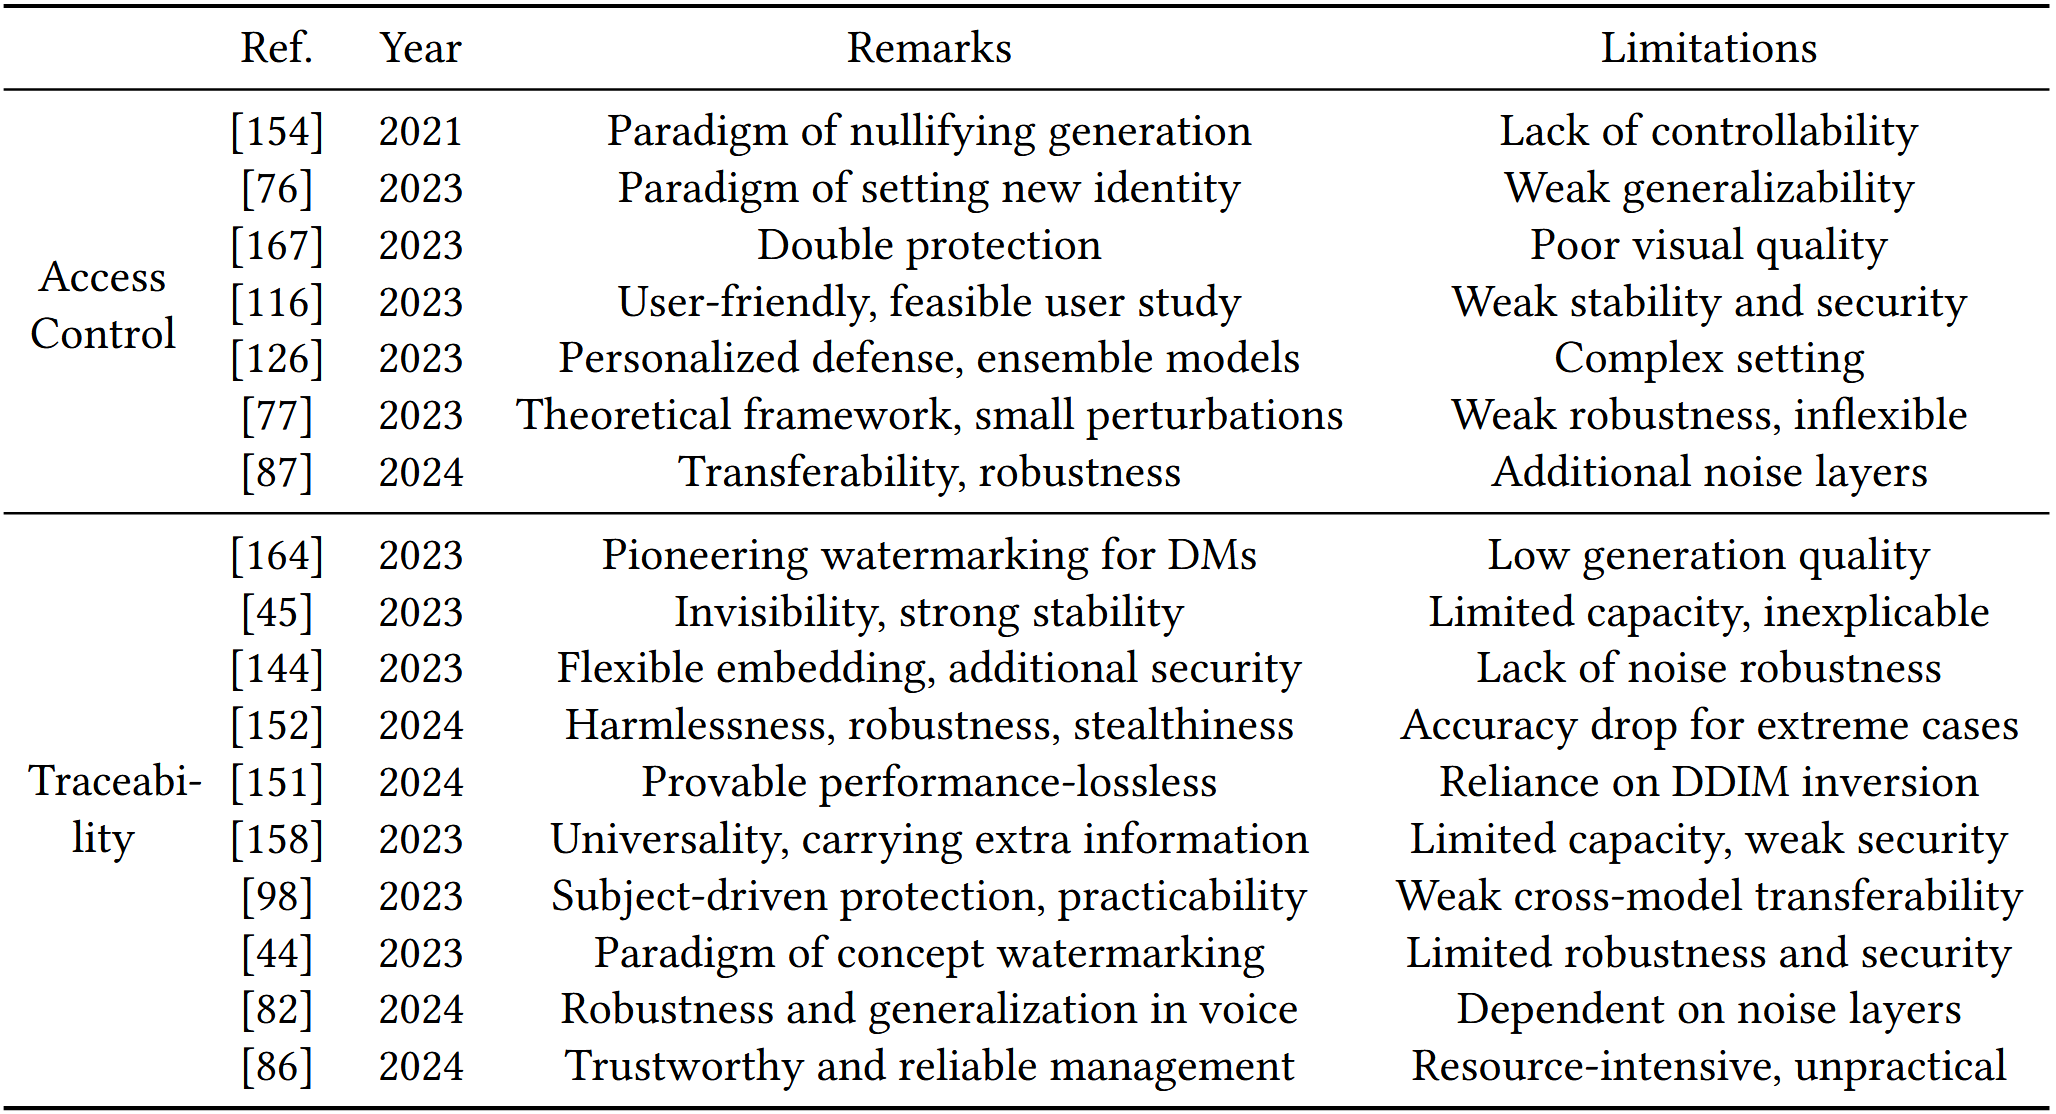 Ref. Year Remarks Limitations
Access
Control
[154] 2021 Paradigm of nullifying generation Lack of controllability
[76] 2023 Paradigm of setting new identity Weak generalizability
[167] 2023 Double protection Poor visual quality
[116] 2023 User-friendly, feasible user study Weak stability and security
[126] 2023 Personalized defense, ensemble models Complex setting
[77] 2023 Theoretical framework, small perturbations Weak robustness, inflexible
[87] 2024 Transferability, robustness Additional noise layers
Traceabi-
lity
[164] 2023 Pioneering watermarking for DMs Low generation quality
[45] 2023 Invisibility, strong stability Limited capacity, inexplicable
[144] 2023 Flexible embedding, additional security Lack of noise robustness
[152] 2024 Harmlessness, robustness, stealthiness Accuracy drop for extreme cases
[151] 2024 Provable performance-lossless Reliance on DDIM inversion
[158] 2023 Universality, carrying extra information Limited capacity, weak security
[98] 2023 Subject-driven protection, practicability Weak cross-model transferability
[44] 2023 Paradigm of concept watermarking Limited robustness and security
[82] 2024 Robustness and generalization in voice Dependent on noise layers
[86] 2024 Trustworthy and reliable management Resource-intensive, unpractical